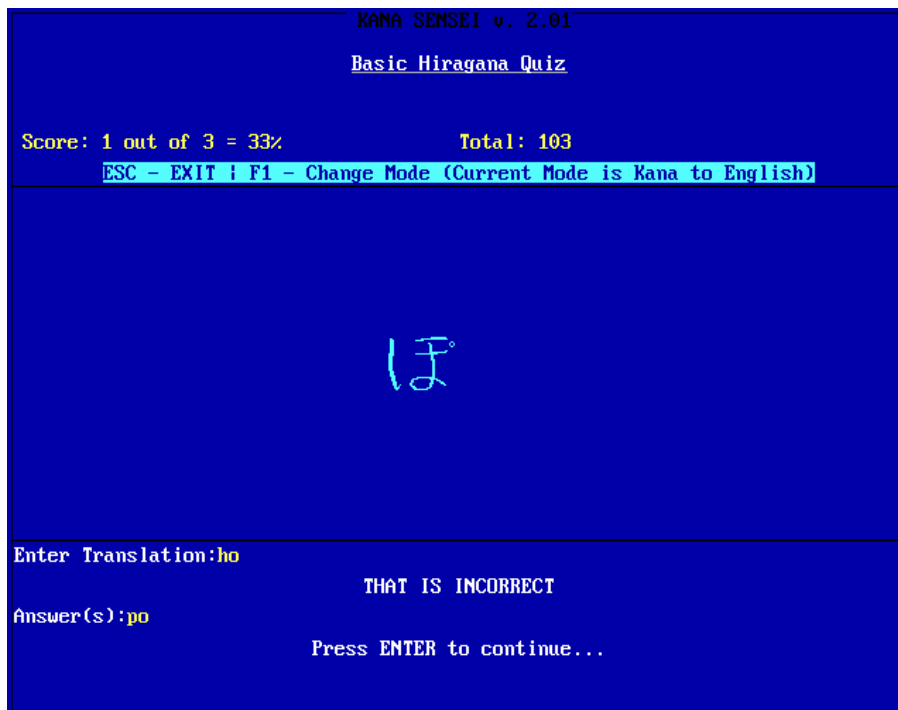 KANA SENSEI v. 2.01
Basic Hiragana Quiz
Score: 1 out of 3 = 33% Total: 103
ESC - EXIT ¦ F1 - Change Mode (Current Mode is Kana to English)
ぽ
Enter Translation:ho
THAT IS INCORRECT
Answer(s):po
Press ENTER to continue...